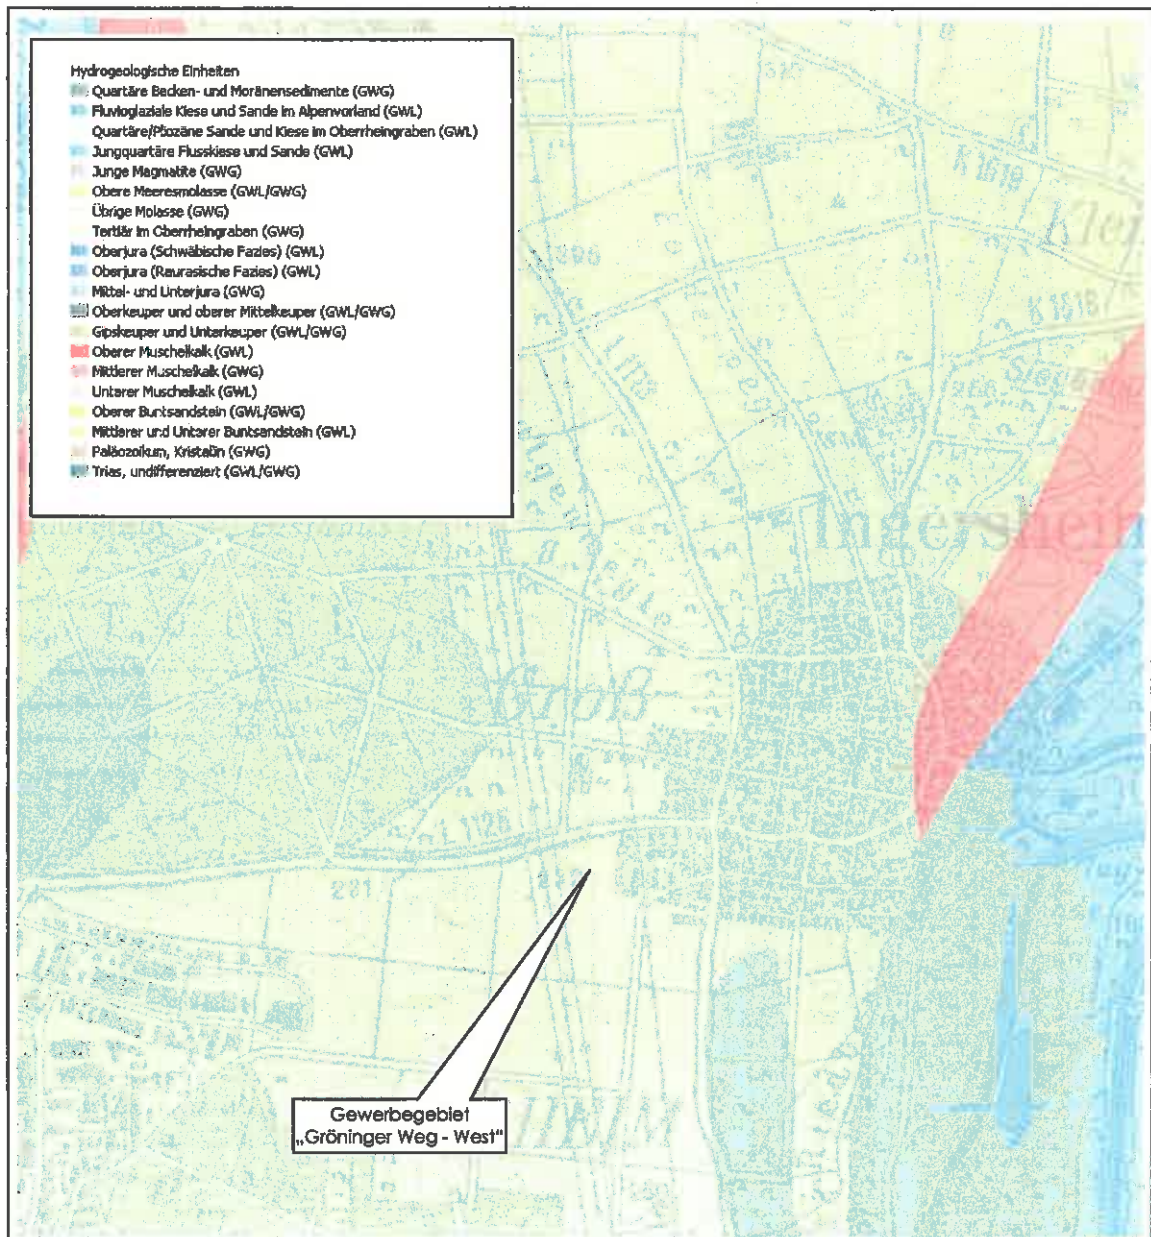 Hydrogeologische Einheiten
Quartäre Becken- und Moränensedimente (GWG)
Fluvioglaziale Kiese und Sande im Alpenvorland (GWL)
Quartäre/Pliozäne Sande und Kiese im Oberrheingraben (GWL)
Jungquartäre Flusskiese und Sande (GWL)
Junge Magmatite (GWG)
Obere Meeresmolasse (GWL/GWG)
Übrige Molasse (GWG)
Tertiär im Oberrheingraben (GWG)
Oberjura (Schwäbische Fazies) (GWL)
Oberjura (Raurasische Fazies) (GWL)
Mittel- und Unterjura (GWG)
Oberkeuper und oberer Mittelkeuper (GWL/GWG)
Gipskeuper und Unterkeuper (GWL/GWG)
Oberer Muschelkalk (GWL)
Mittlerer Muschelkalk (GWG)
Unterer Muschelkalk (GWL)
Oberer Buntsandstein (GWL/GWG)
Mittlerer und Unterer Buntsandstein (GWL)
Paläozoikum, Kristallin (GWG)
Trias, undifferenziert (GWL/GWG)
K 1618
Ingersheim
Groß
281
Gewerbegebiet
„Gröninger Weg - West"